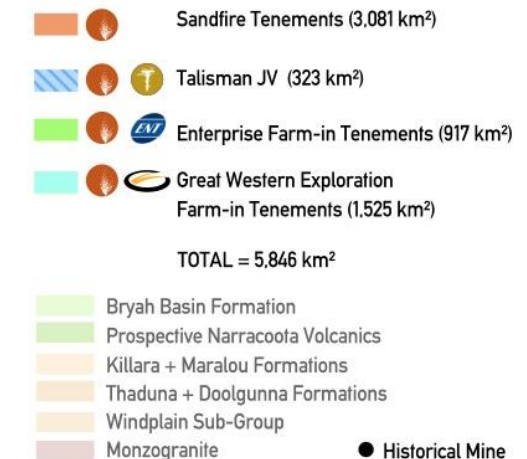 Sandfire Tenements (3,081 km²)
Talisman JV (323 km²)
ENT Enterprise Farm-in Tenements (917 km²)
Great Western Exploration
Farm-in Tenements (1,525 km²)
TOTAL = 5,846 km²
Bryah Basin Formation
Prospective Narracoota Volcanics
Killara + Maralou Formations
Thaduna + Doolgunna Formations
Windplain Sub-Group
Monzogranite
Historical Mine